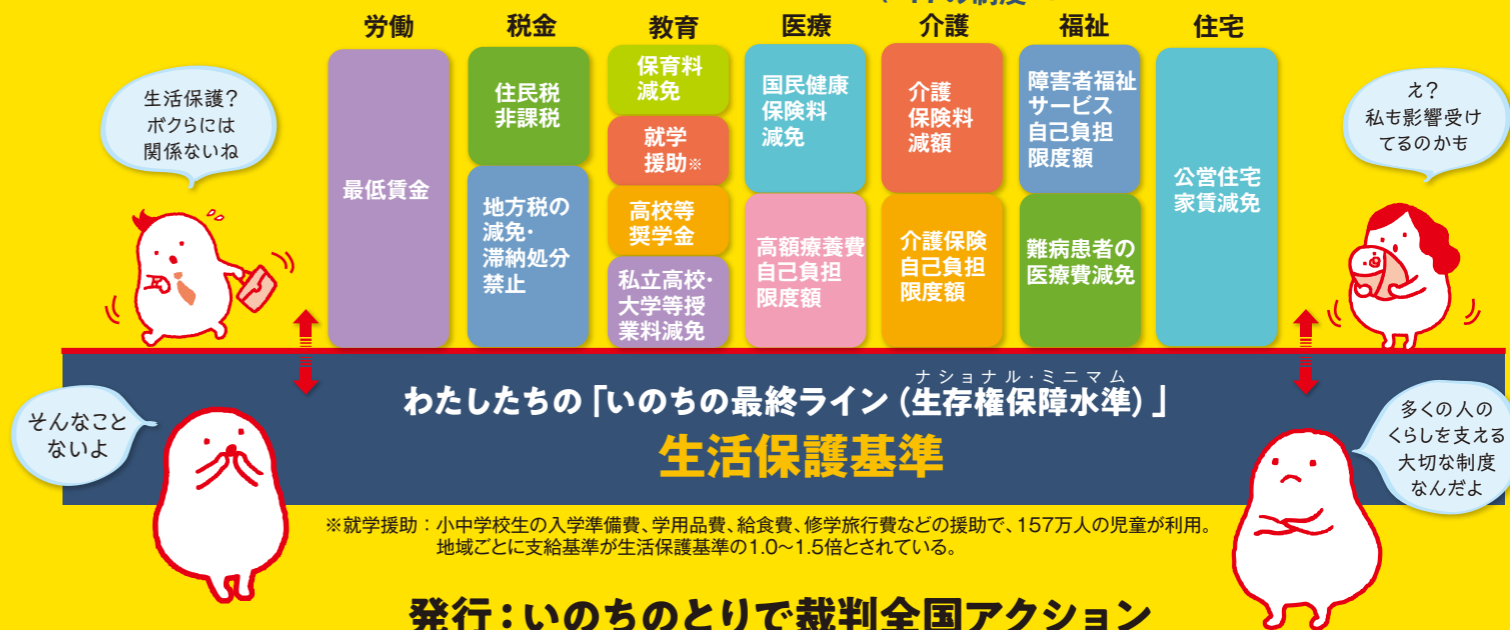 の制度
労働 税金 教育 医療 介護 福祉 住宅
生活保護?
ボクらには
関係ないね
最低賃金
住民税
非課税
地方税の
減免・
滞納処分
禁止
保育料
減免
就学
援助※
高校等
奨学金
私立高校・
大学等授
業料減免
国民健康
保険料
減免
高額療養費
自己負担
限度額
介護
保険料
減額
介護保険
自己負担
限度額
障害者福祉
サービス
自己負担
限度額
難病患者の
医療費減免
公営住宅
家賃減免
え?
私も影響受け
てるのかも
そんなこと
ないよ
ナショナル・ミニマム
わたしたちの「いのちの最終ライン(生存権保障水準)」
生活保護基準
多くの人の
くらしを支える
大切な制度
なんだよ
※就学援助:小中学校生の入学準備費、学用品費、給食費、修学旅行費などの援助で、157万人の児童が利用。
地域ごとに支給基準が生活保護基準の1.0〜1.5倍とされている。
発行:いのちのとりで裁判全国アクション